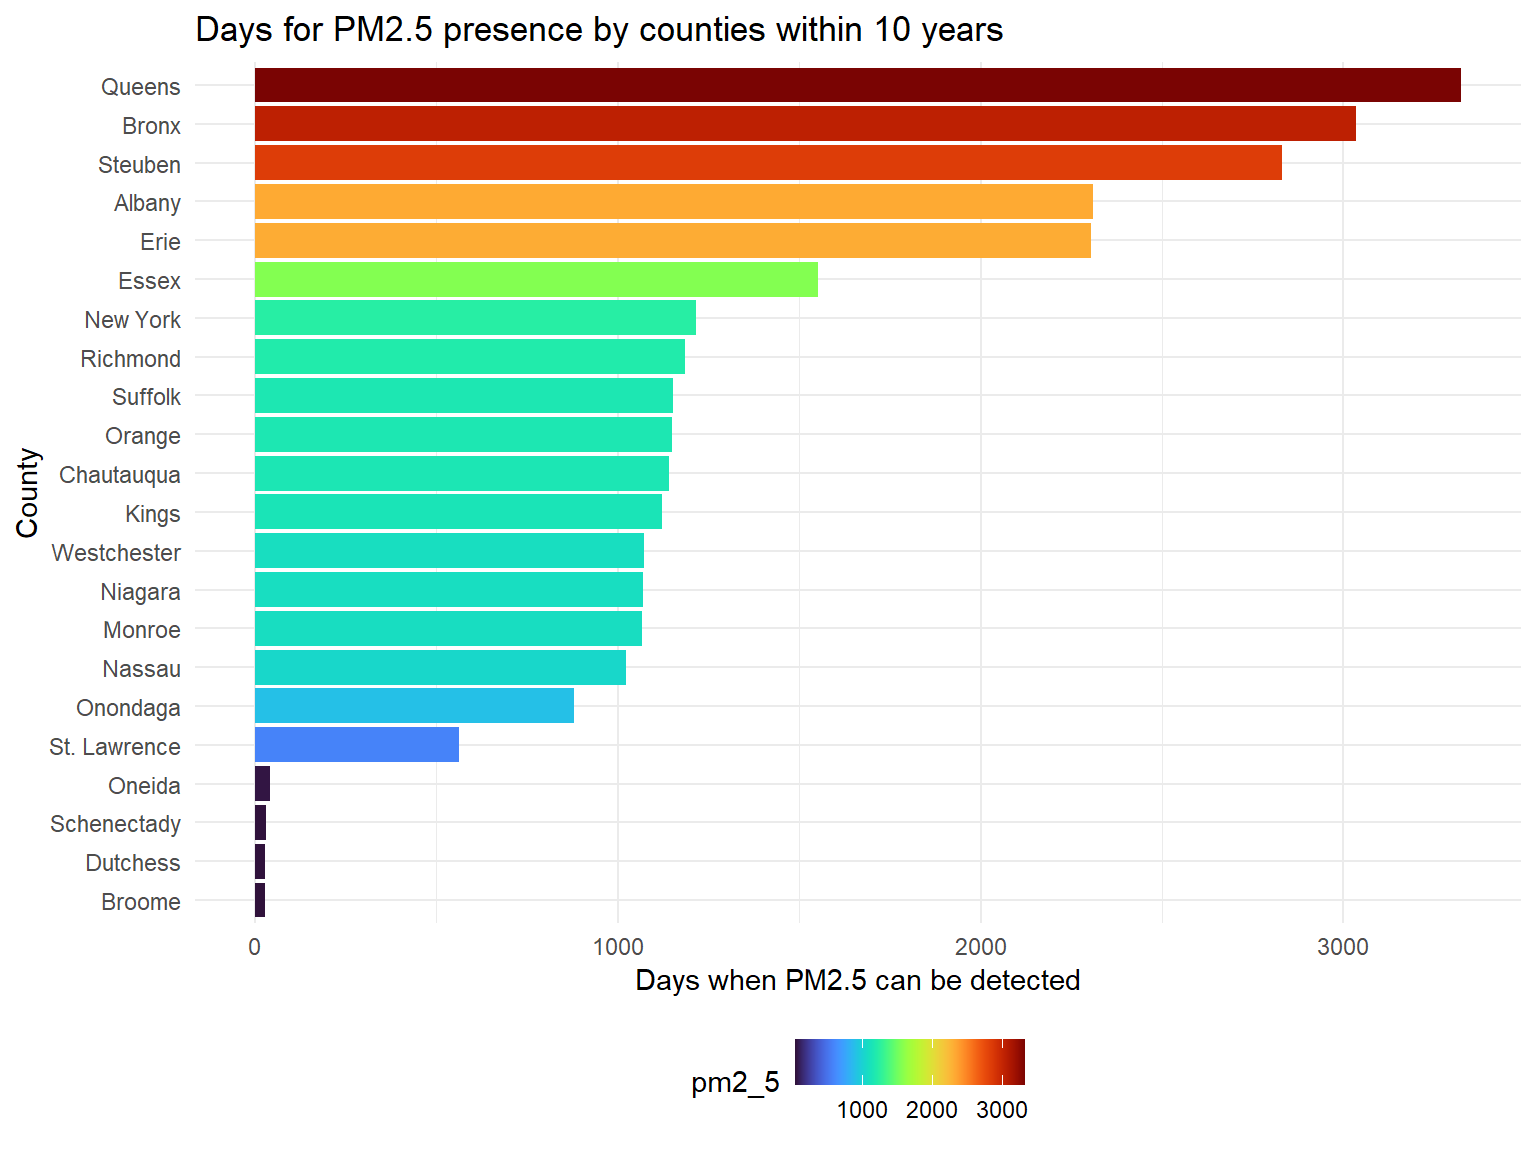 Days for PM2.5 presence by counties within 10 years
Queens
Bronx
Steuben
Albany
Erie
Essex
New York
Richmond
Suffolk
Orange
Chautauqua
Kings
Westchester
Niagara
Monroe
Nassau
Onondaga
St. Lawrence
Oneida
Schenectady
Dutchess
Broome
County
0 1000 2000 3000
Days when PM2.5 can be detected
pm2_5
1000 2000 3000